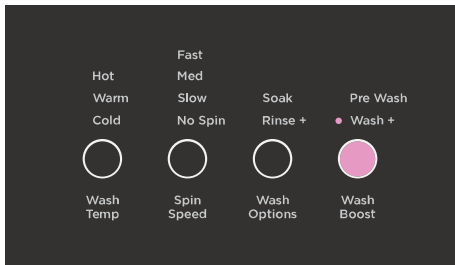 Fast
Hot
Med
Warm
Slow
Soak
Pre Wash
Cold
No Spin
Rinse +
Wash +
Wash
Temp
Spin
Speed
Wash
Options
Wash
Boost